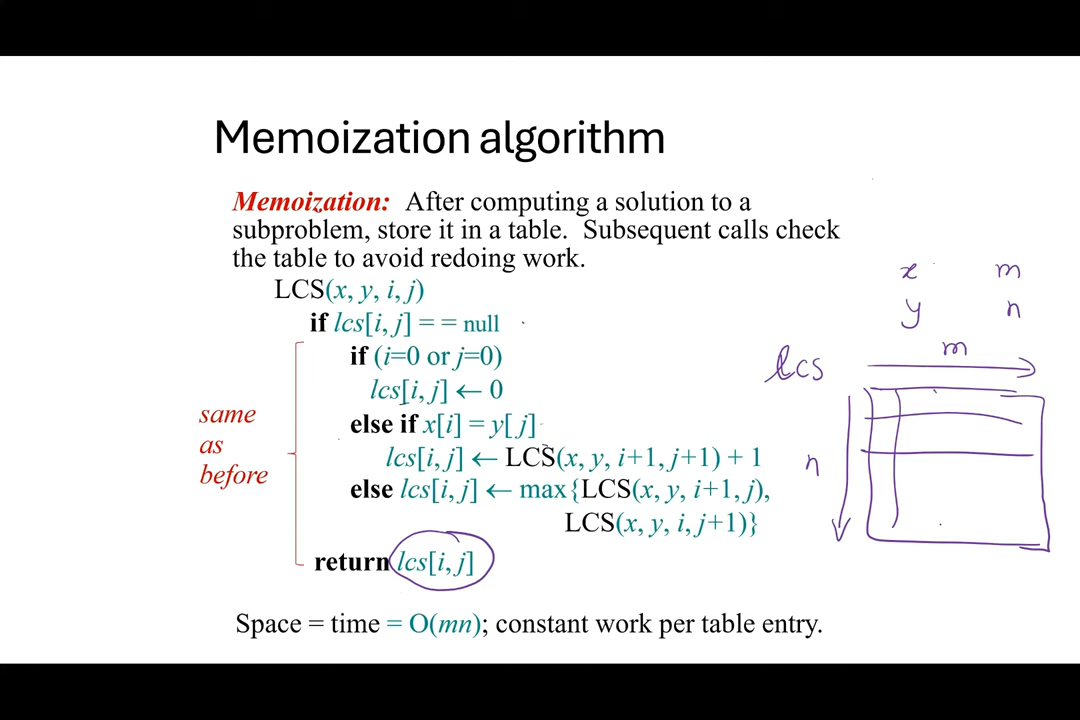 Memoization algorithm
Memoization: After computing a solution to a
subproblem, store it in a table. Subsequent calls check
the table to avoid redoing work.
LCS(x, y, i, j)
if lcs[i, j] = = null
if (i=0 or j=0)
lcs[i, j] ← 0
else if x[i] = y[ j]
lcs[i, j] ← LCS(x, y, i+1, j+1) + 1
else lcs[i, j] ← max{LCS(x, y, i+1, j),
LCS(x, y, i, j+1)}
return lcs[i, j]
same
as
before
Space = time = O(mn); constant work per table entry.
x m
y n
m
lcs
n